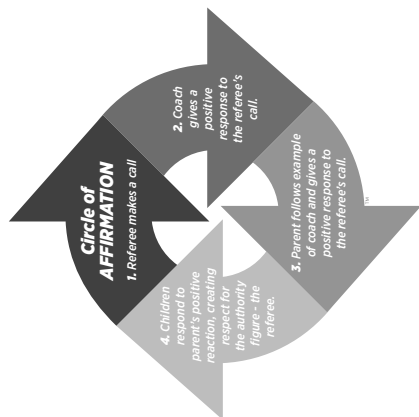 Circle of
AFFIRMATION
1. Referee makes a call
2. Coach
gives a
positive
response to
the referee's
call.
3. Parent follows example
of coach and gives a
positive response to
the referee's call.
TM
4. Children
respond to
parent's positive
reaction, creating
respect for
the authority
figure - the
referee.